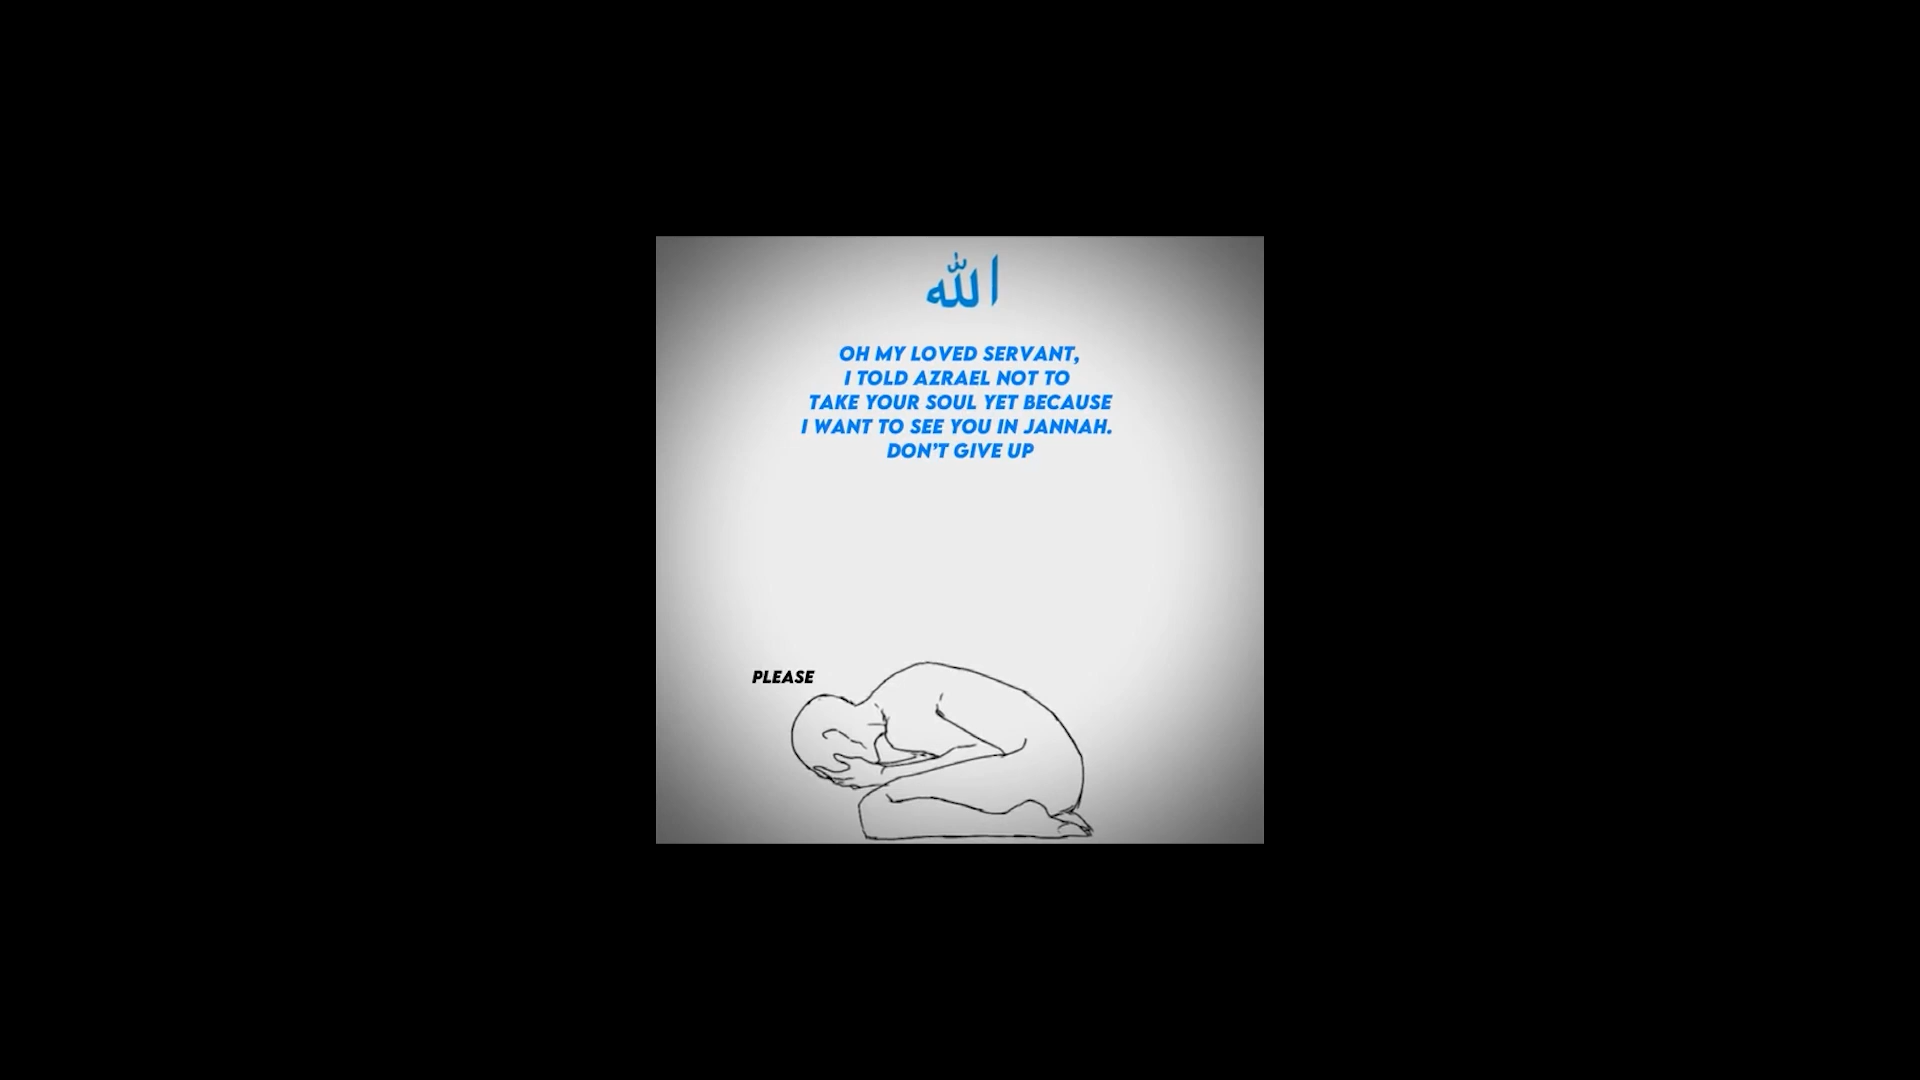 الله
OH MY LOVED SERVANT,
I TOLD AZRAEL NOT TO
TAKE YOUR SOUL YET BECAUSE
I WANT TO SEE YOU IN JANNAH.
DON'T GIVE UP
PLEASE